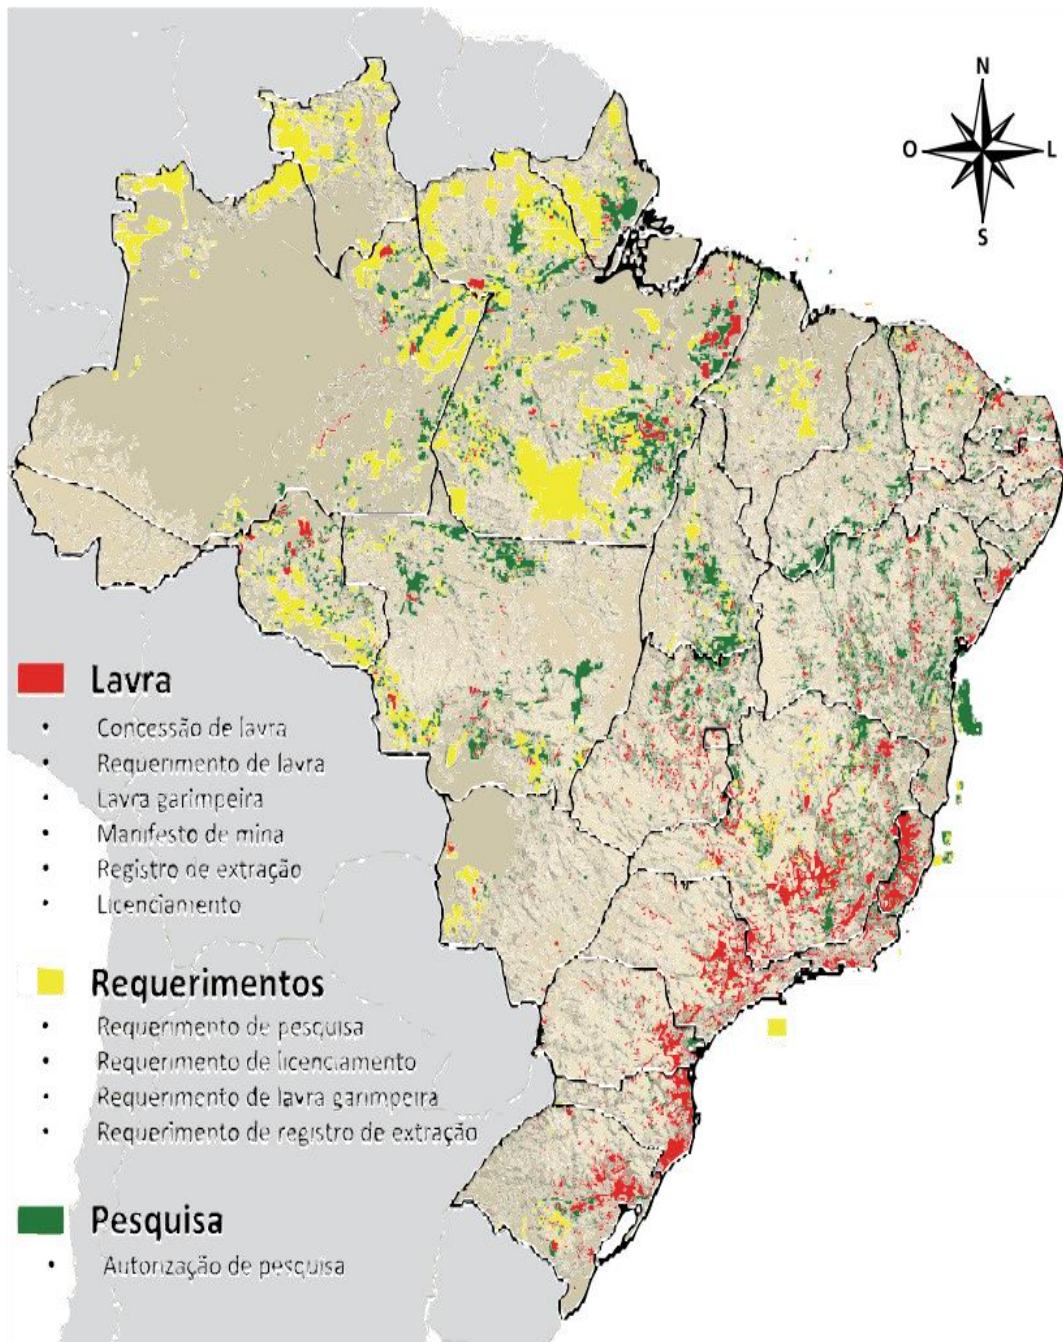 N
O
L
S
Lavra
• Concessão de lavra
• Requerimento de lavra
• Lavra garimpeira
• Manifesto de mina
• Registro de extração
• Licenciamento
Requerimentos
• Requerimento de pesquisa
• Requerimento de licenciamento
• Requerimento de lavra garimpeira
• Requerimento de registro de extração
Pesquisa
• Autorização de pesquisa